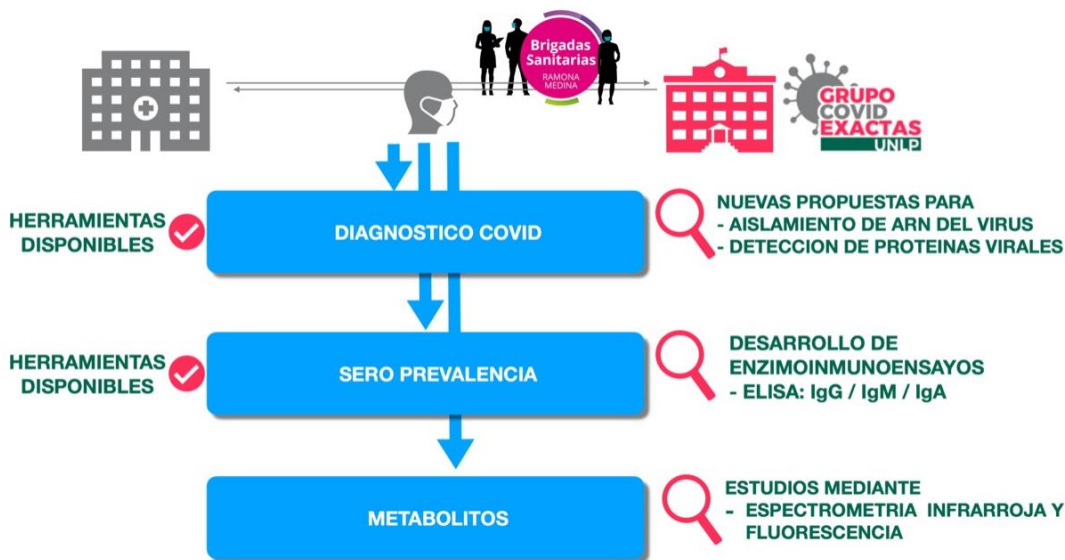 Brigadas
Sanitarias
RAMONA
MEDINA
GRUPO
COVID
EXACTAS
UNLP
HERRAMIENTAS
DISPONIBLES
DIAGNOSTICO COVID
NUEVAS PROPUESTAS PARA
- AISLAMIENTO DE ARN DEL VIRUS
- DETECCION DE PROTEINAS VIRALES
HERRAMIENTAS
DISPONIBLES
SERO PREVALENCIA
DESARROLLO DE
ENZIMOINMUNOENSAYOS
- ELISA: IgG / IgM / IgA
METABOLITOS
ESTUDIOS MEDIANTE
- ESPECTROMETRIA INFRARROJA Y
FLUORESCENCIA